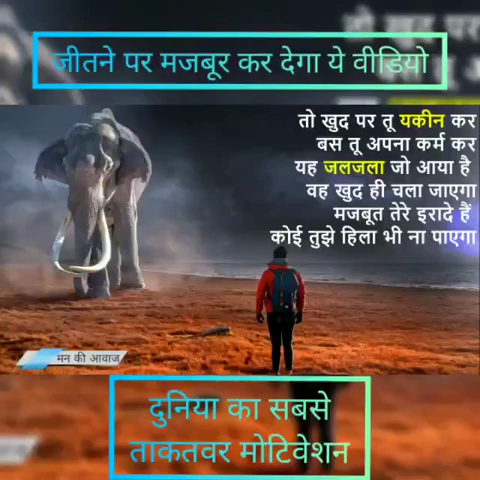 जीतने पर मजबूर कर देगा ये वीडियो
तो खुद पर तू यकीन कर
बस तू अपना कर्म कर
यह जलजला जो आया है
वह खुद ही चला जाएगा
मजबूत तेरे इरादे हैं
कोई तुझे हिला भी ना पाएगा
मन की आवाज
दुनिया का सबसे
ताकतवर मोटिवेशन